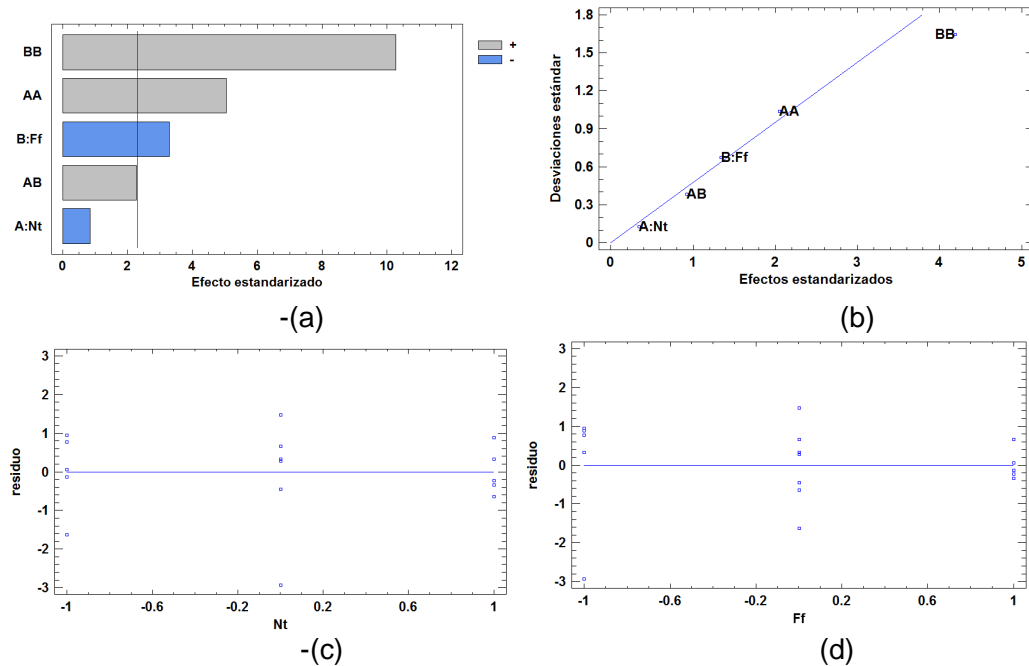 BB
AA
B:Ff
AB
A:Nt
+
-
0 2 4 6 8 10 12
Efecto estandarizado
-(a)
Desviaciones estándar
1.8
1.5
1.2
0.9
0.6
0.3
0
BB
AA
B:Ff
AB
A:Nt
0 1 2 3 4 5
Efectos estandarizados
(b)
residuo
3
2
1
0
-1
-2
-3
-1 -0.6 -0.2 0.2 0.6 1
Nt
-(c)
residuo
3
2
1
0
-1
-2
-3
-1 -0.6 -0.2 0.2 0.6 1
Ff
(d)